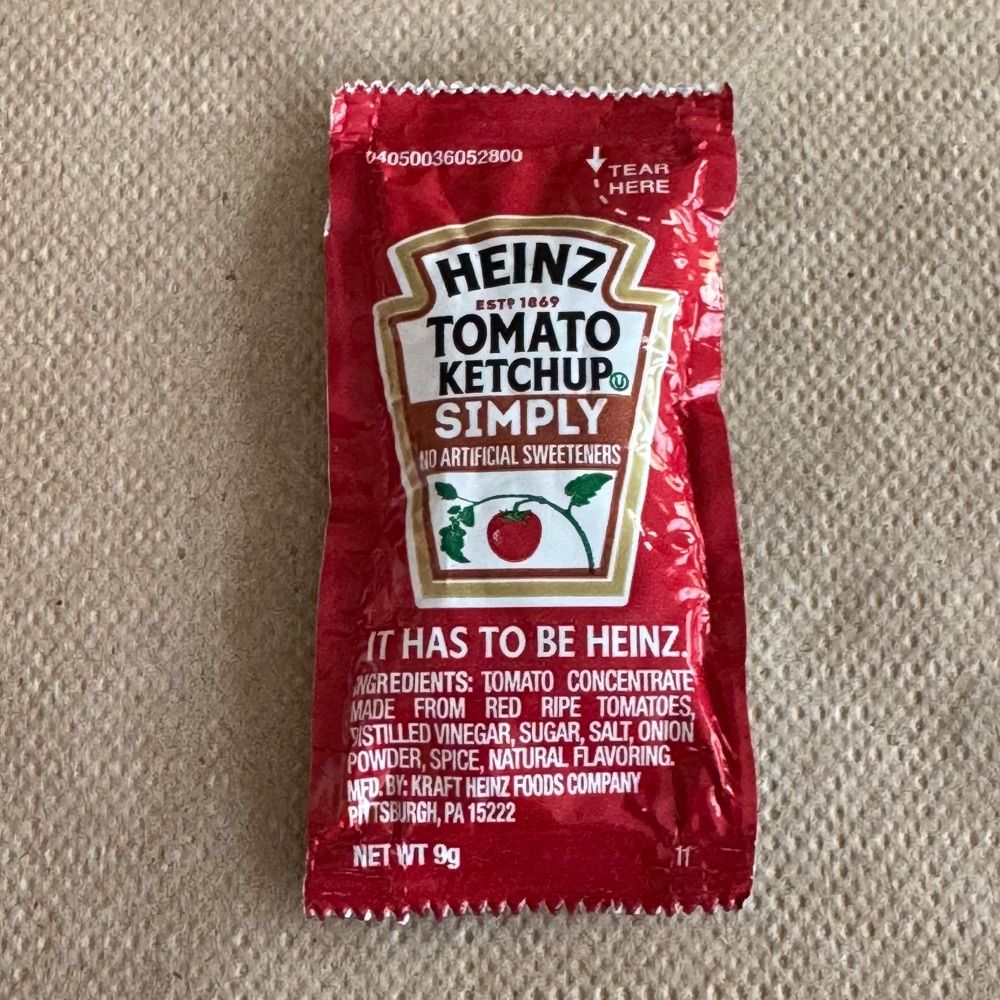 04050036052800
TEAR
HERE
HEINZ
ESTD 1869
TOMATO
KETCHUP
SIMPLY
NO ARTIFICIAL SWEETENERS
IT HAS TO BE HEINZ.
INGREDIENTS: TOMATO CONCENTRATE
MADE FROM RED RIPE TOMATOES,
DISTILLED VINEGAR, SUGAR, SALT, ONION
POWDER, SPICE, NATURAL FLAVORING.
MFD. BY: KRAFT HEINZ FOODS COMPANY
PITTSBURGH, PA 15222
NET WT 9g
11